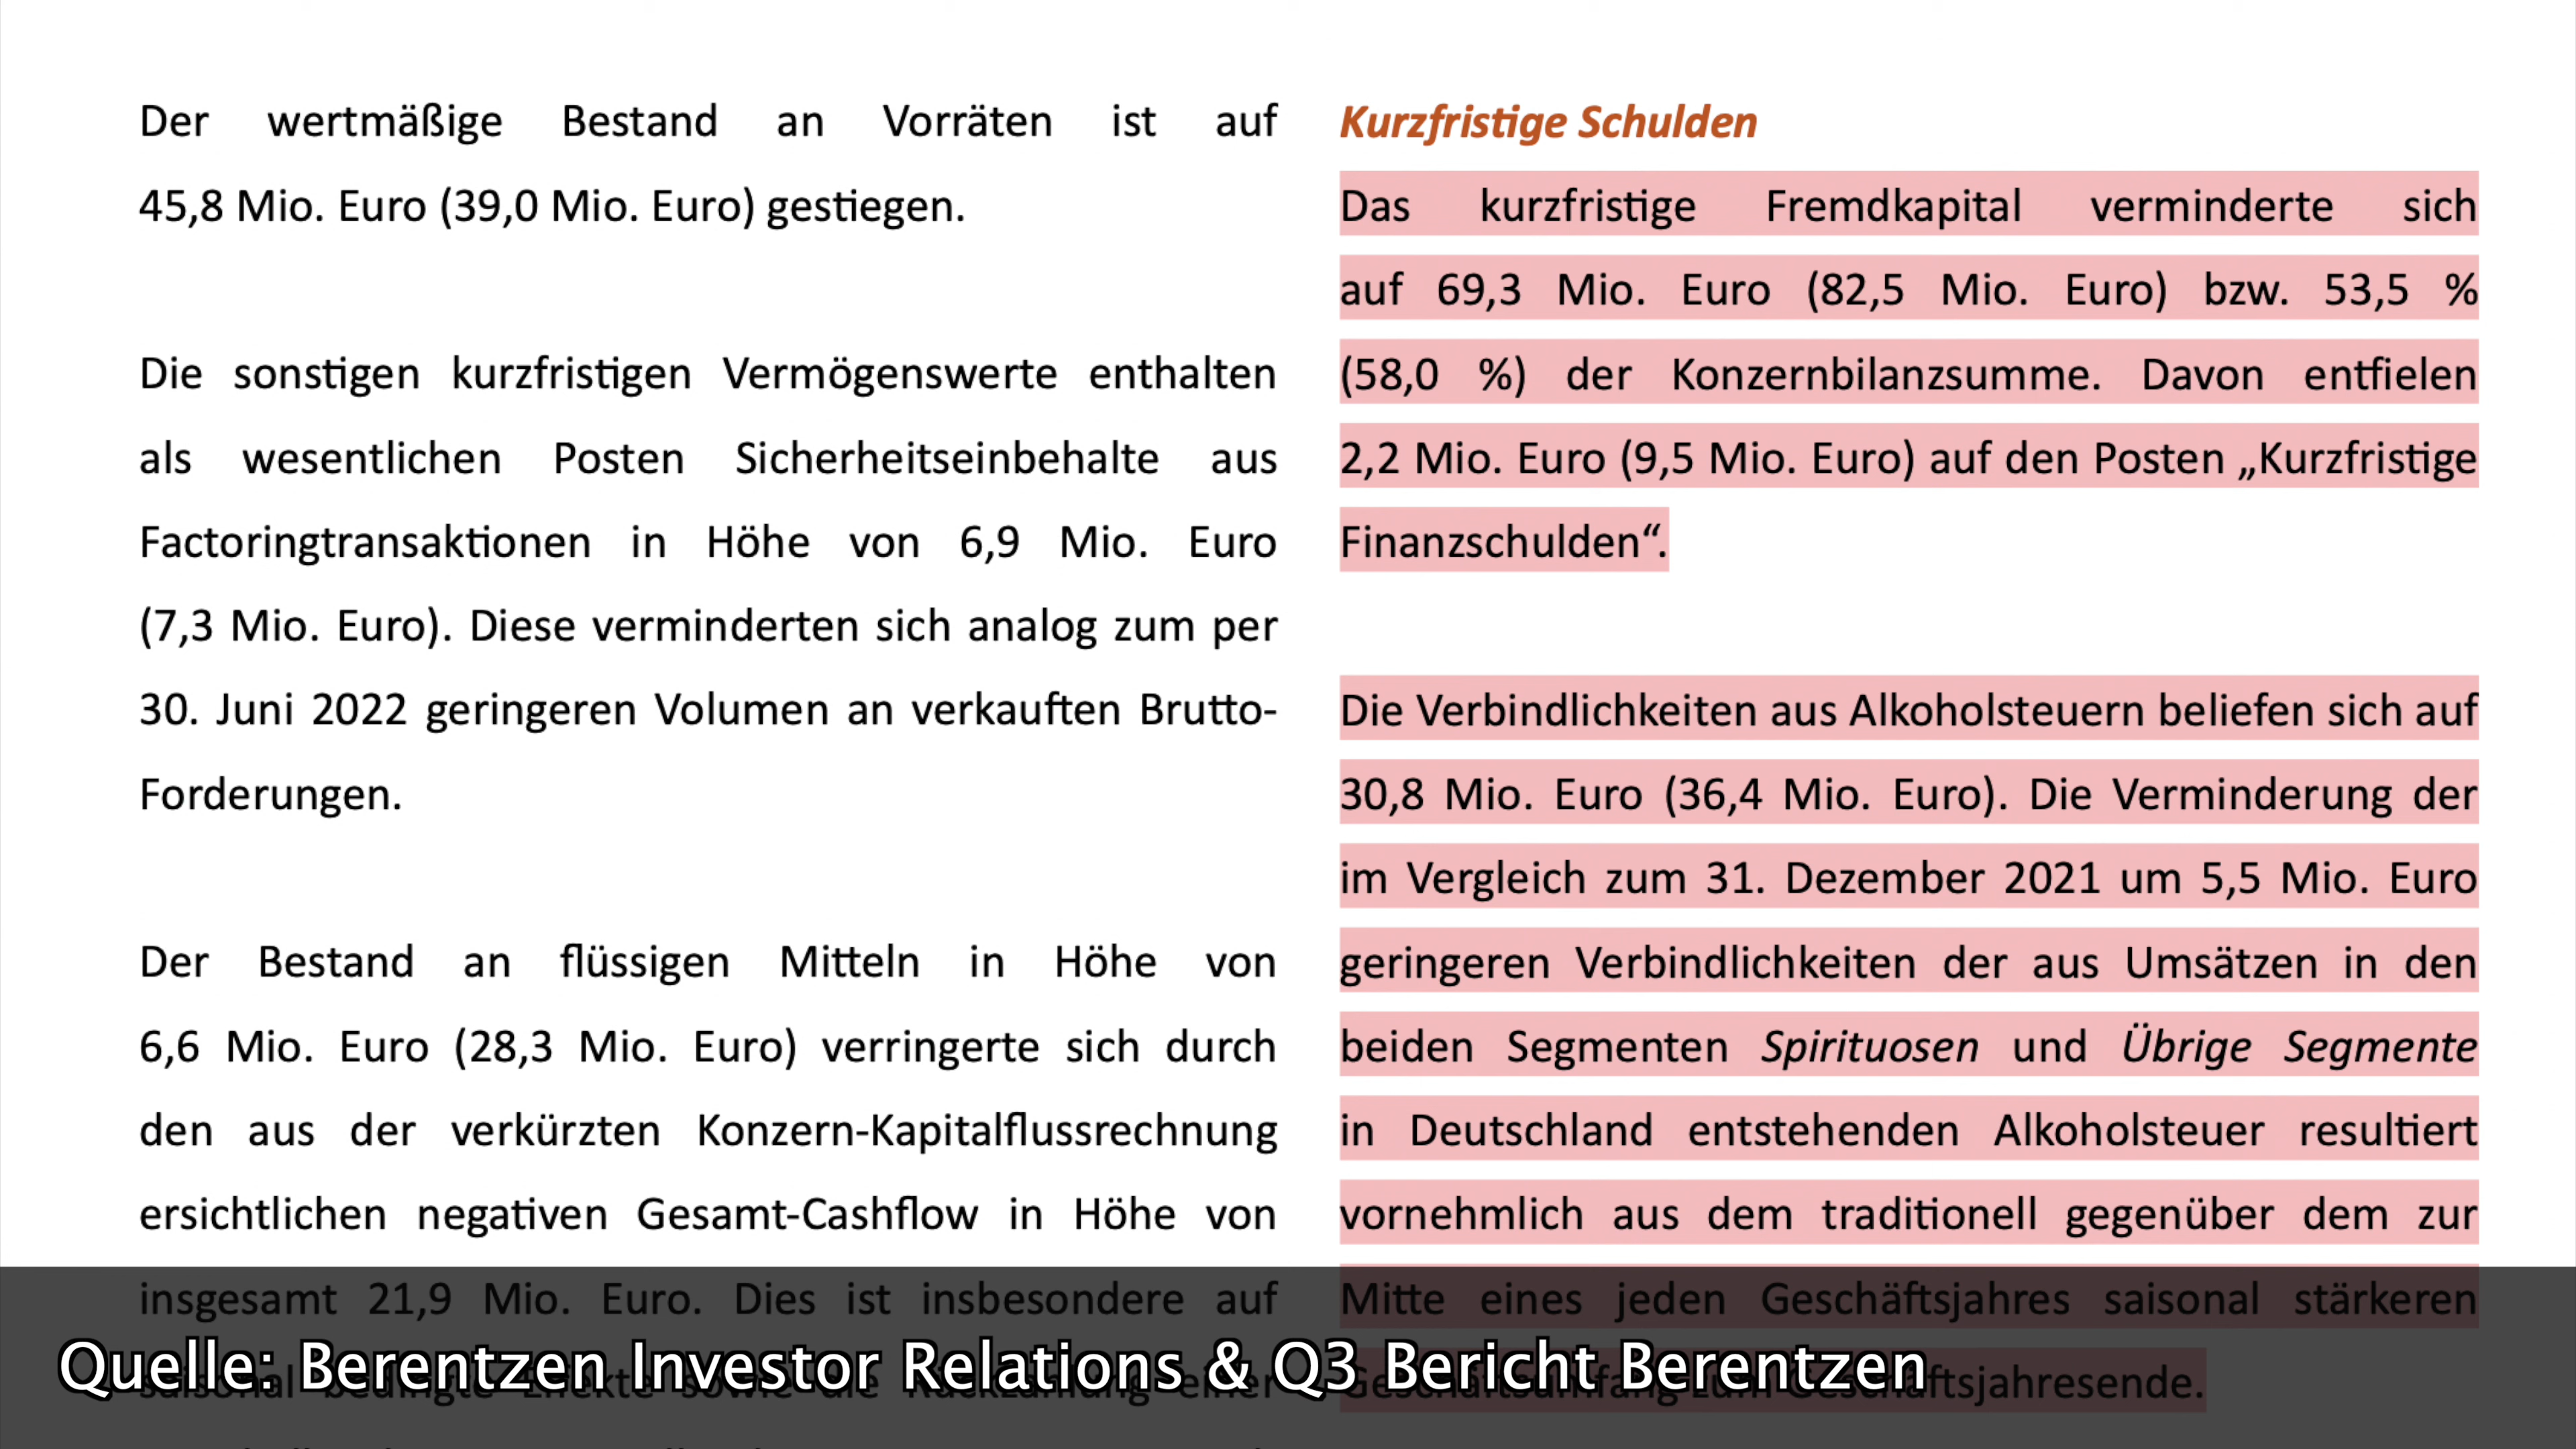 Der wertmäßige Bestand an Vorräten ist auf
45,8 Mio. Euro (39,0 Mio. Euro) gestiegen.
Die sonstigen kurzfristigen Vermögenswerte enthalten
als wesentlichen Posten Sicherheitseinbehalte aus
Factoringtransaktionen in Höhe von 6,9 Mio. Euro
(7,3 Mio. Euro). Diese verminderten sich analog zum per
30. Juni 2022 geringeren Volumen an verkauften Brutto-
Forderungen.
Der Bestand an flüssigen Mitteln in Höhe von
6,6 Mio. Euro (28,3 Mio. Euro) verringerte sich durch
den aus der verkürzten Konzern-Kapitalflussrechnung
ersichtlichen negativen Gesamt-Cashflow in Höhe von
insgesamt 21,9 Mio. Euro. Dies ist insbesondere auf
Kurzfristige Schulden
Das kurzfristige Fremdkapital verminderte sich
auf 69,3 Mio. Euro (82,5 Mio. Euro) bzw. 53,5 %
(58,0 %) der Konzernbilanzsumme. Davon entfielen
2,2 Mio. Euro (9,5 Mio. Euro) auf den Posten „Kurzfristige
Finanzschulden“.
Die Verbindlichkeiten aus Alkoholsteuern beliefen sich auf
30,8 Mio. Euro (36,4 Mio. Euro). Die Verminderung der
im Vergleich zum 31. Dezember 2021 um 5,5 Mio. Euro
geringeren Verbindlichkeiten der aus Umsätzen in den
beiden Segmenten Spirituosen und Übrige Segmente
in Deutschland entstehenden Alkoholsteuer resultiert
vornehmlich aus dem traditionell gegenüber dem zur
Mitte eines jeden Geschäftsjahres saisonal stärkeren
Quelle: Berentzen Investor Relations & Q3 Bericht Berentzen